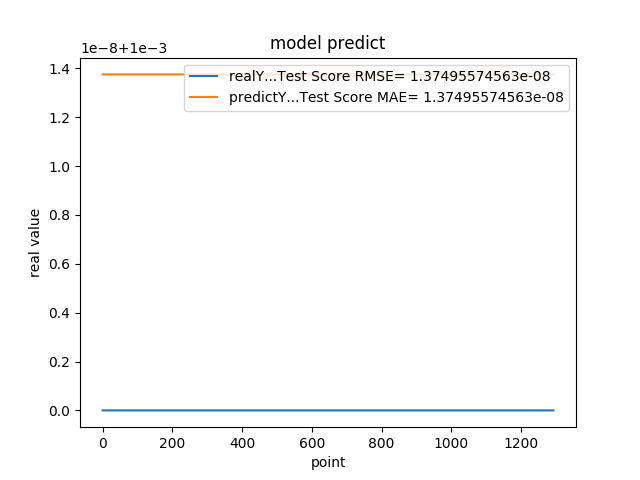 model predict
1e−8+1e−3
realY...Test Score RMSE= 1.37495574563e-08
predictY...Test Score MAE= 1.37495574563e-08
1.4
1.2
1.0
0.8
0.6
0.4
0.2
0.0
real value
0 200 400 600 800 1000 1200
point